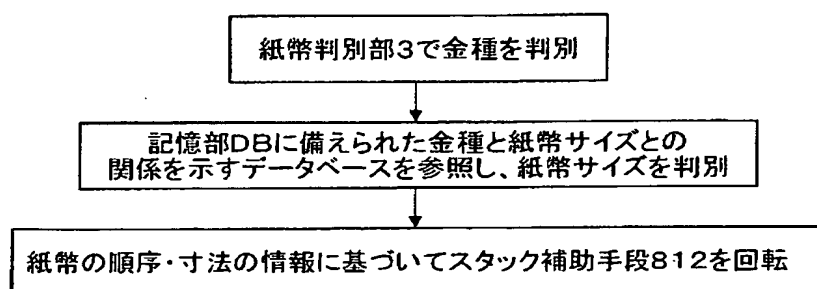 紙幣判別部3で金種を判別
記憶部DBに備えられた金種と紙幣サイズとの
関係を示すデータベースを参照し、紙幣サイズを判別
紙幣の順序・寸法の情報に基づいてスタック補助手段812を回転